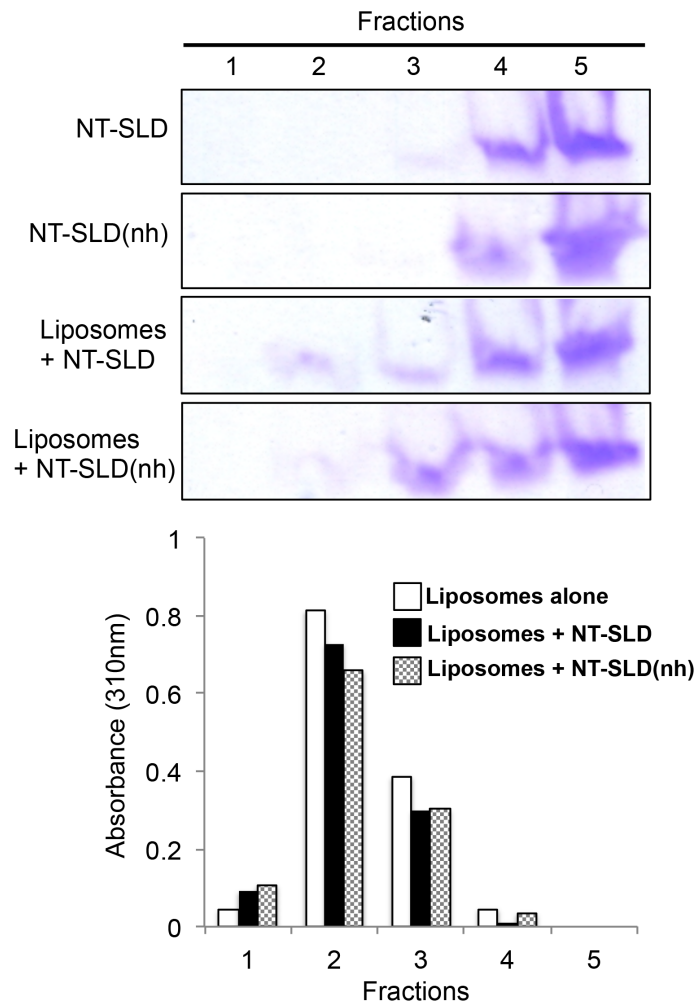 Fractions
1 2 3 4 5
NT-SLD
NT-SLD(nh)
Liposomes
+ NT-SLD
Liposomes
+ NT-SLD(nh)
1
0.8
0.6
0.4
0.2
0
Absorbance (310nm)
Liposomes alone
Liposomes + NT-SLD
Liposomes + NT-SLD(nh)
1 2 3 4 5
Fractions